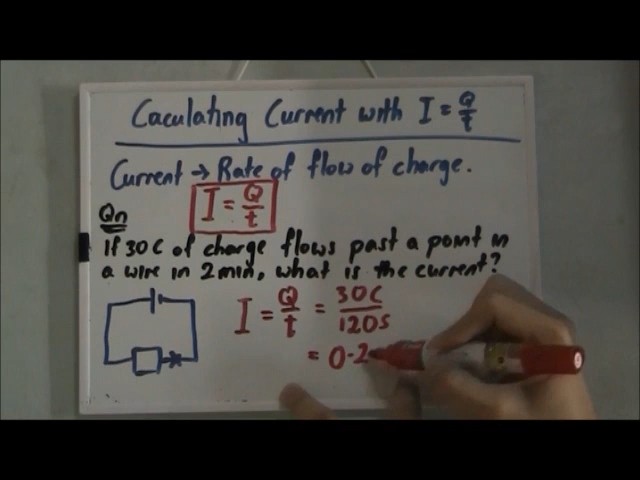 Caculating Current with I = Q/t
Current → Rate of flow of charge.
I = Q/t
Qn
If 30C of charge flows past a point in
a wire in 2min, what is the current?
I = Q/t = 30C/120s
= 0.2